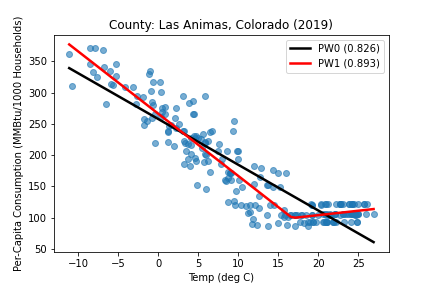 County: Las Animas, Colorado (2019)
PW0 (0.826)
PW1 (0.893)
Per-Capita Consumption (MMBtu/1000 Households)
350
300
250
200
150
100
50
−10 −5 0 5 10 15 20 25
Temp (deg C)